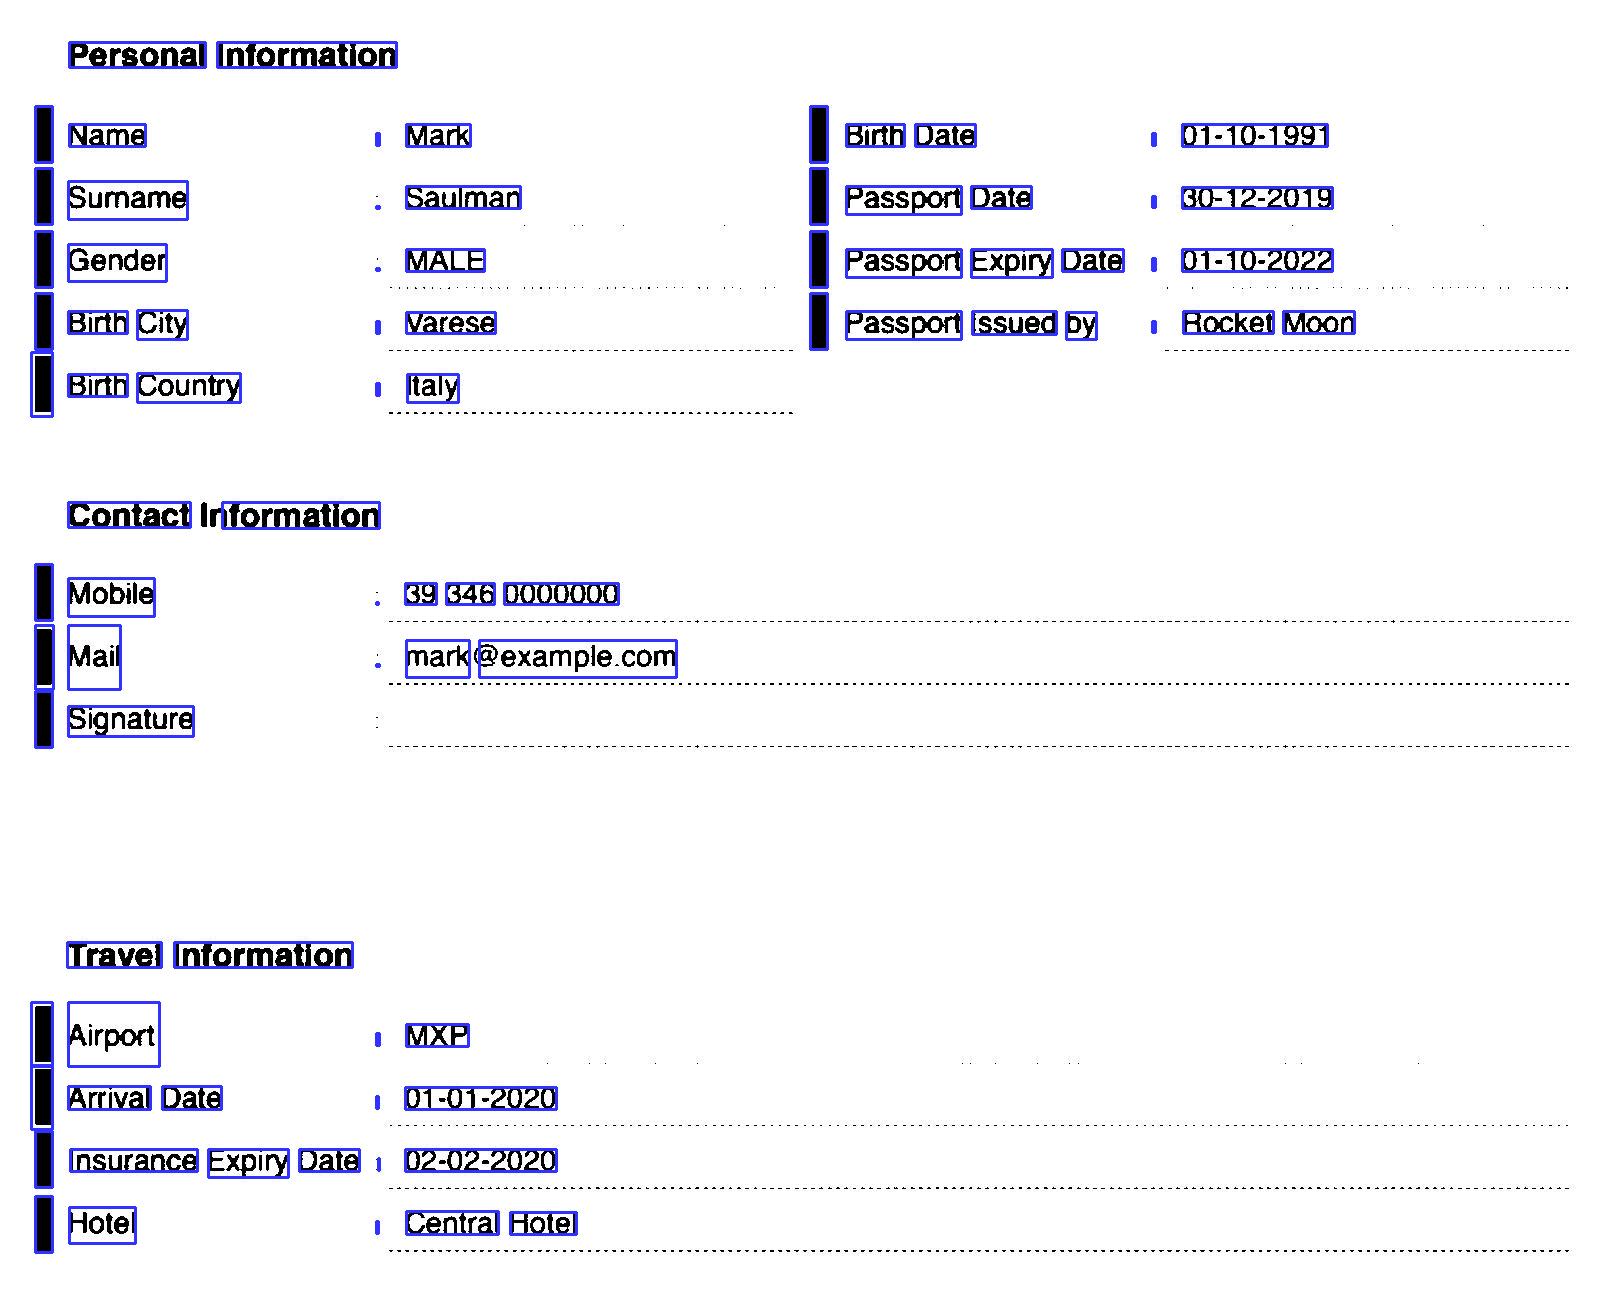 Personal Information
Name : Mark
Birth Date : 01-10-1991
Surname : Saulman
Passport Date : 30-12-2019
Gender : MALE
Passport Expiry Date : 01-10-2022
Birth City : Varese
Passport Issued by : Rocket Moon
Birth Country : Italy
Contact Information
Mobile : 39 346 0000000
Mail : mark@example.com
Signature :
Travel Information
Airport : MXP
Arrival Date : 01-01-2020
Insurance Expiry Date : 02-02-2020
Hotel : Central Hotel